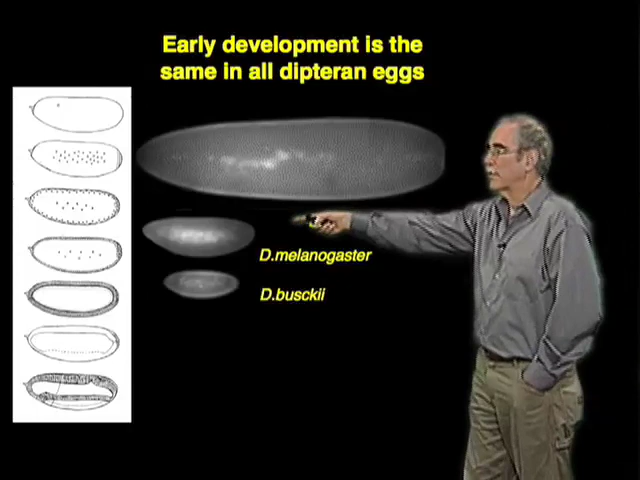 Early development is the
same in all dipteran eggs
D.melanogaster
D.busckii